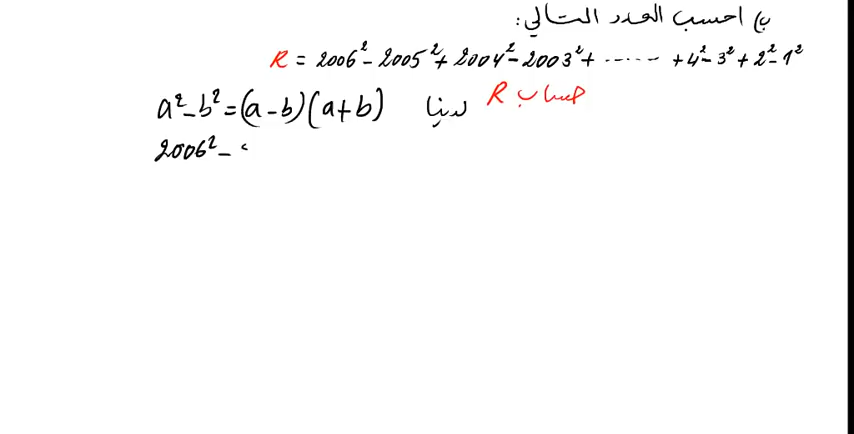 ب) احسب العدد التالي:
R = 2006² - 2005² + 2004² - 2003² + ...... + 4² - 3² + 2² - 1²
حساب R
لدينا a² - b² = (a - b)(a + b)
2006² -